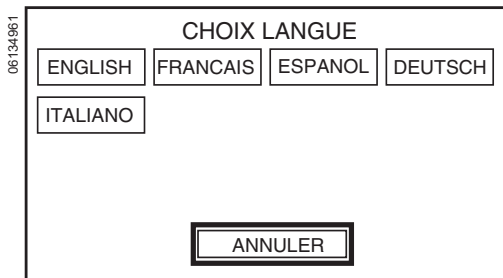 06134961
CHOIX LANGUE
ENGLISH FRANCAIS ESPANOL DEUTSCH
ITALIANO
ANNULER